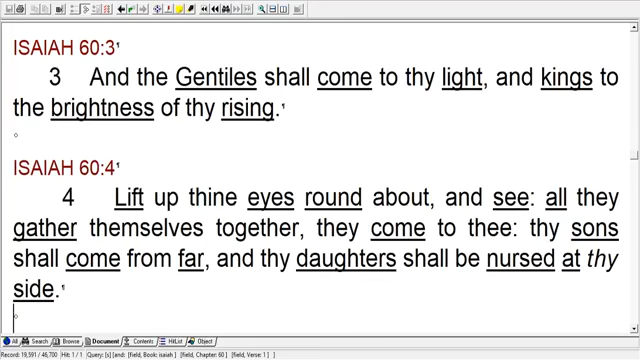 ISAIAH 60:3
3 And the Gentiles shall come to thy light, and kings to
the brightness of thy rising.
ISAIAH 60:4
4 Lift up thine eyes round about, and see: all they
gather themselves together, they come to thee: thy sons
shall come from far, and thy daughters shall be nursed at thy
side.
All Search Browse Document Contents HitList Object
Record: 19,591 / 46,700 Hit: 1 / 1 Query: [s] [and: [field, Book: isaiah] [field, Chapter: 60] [field, Verse: 1]